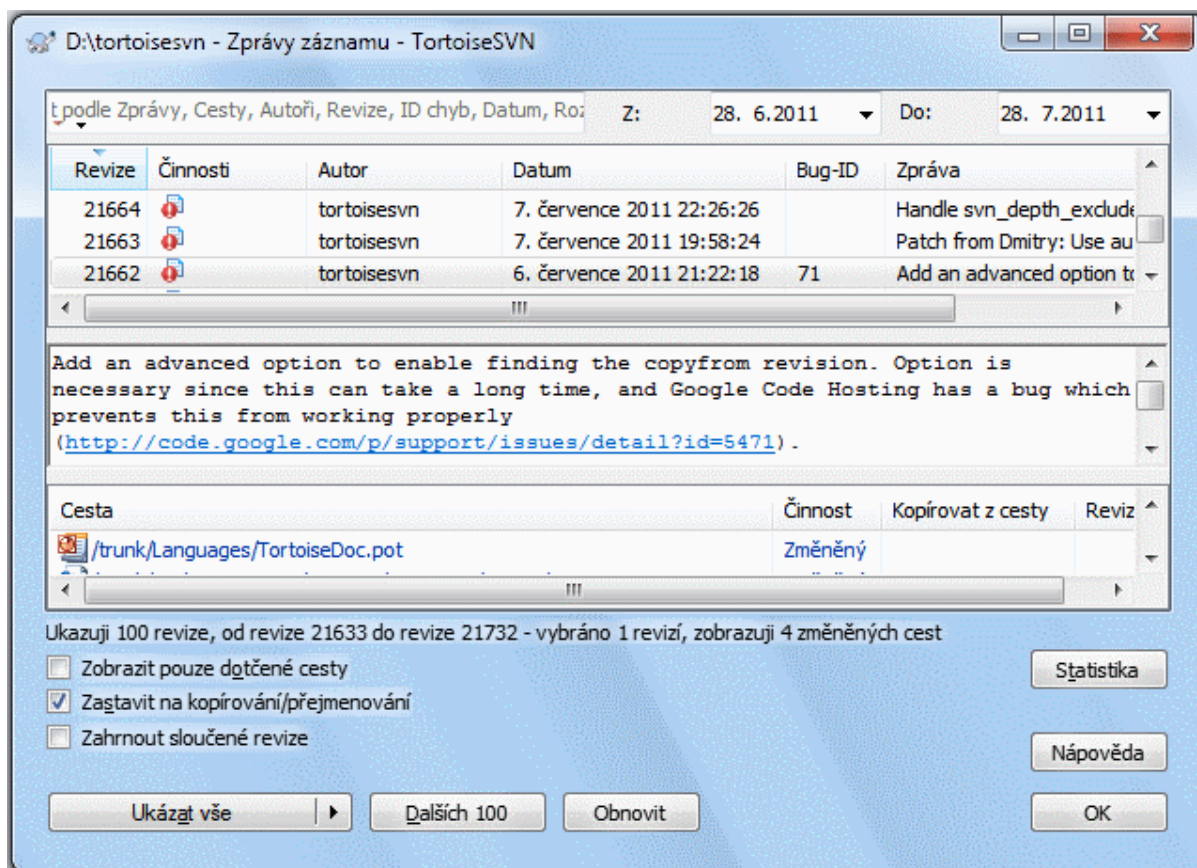 D:\tortoisesvn - Zprávy záznamu - TortoiseSVN
podle Zprávy, Cesty, Autoři, Revize, ID chyb, Datum, Z: 28. 6.2011 Do: 28. 7.2011
Revize Činnosti Autor Datum Bug-ID Zpráva
21664 tortoisesvn 7. července 2011 22:26:26 Handle svn_depth_exclude
21663 tortoisesvn 7. července 2011 19:58:24 Patch from Dmitry: Use au
21662 tortoisesvn 6. července 2011 21:22:18 71 Add an advanced option to
Add an advanced option to enable finding the copyfrom revision. Option is
necessary since this can take a long time, and Google Code Hosting has a bug which
prevents this from working properly
(http://code.google.com/p/support/issues/detail?id=5471).
Cesta Činnost Kopírovat z cesty Reviz
/trunk/Languages/TortoiseDoc.pot Změněný
Ukazuji 100 revize, od revize 21633 do revize 21732 - vybráno 1 revizí, zobrazuji 4 změněných cest
Zobrazit pouze dotčené cesty
Statistika
Zastavit na kopírování/přejmenování
Zahrnout sloučené revize
Nápověda
Ukázat vše Dalších 100 Obnovit OK